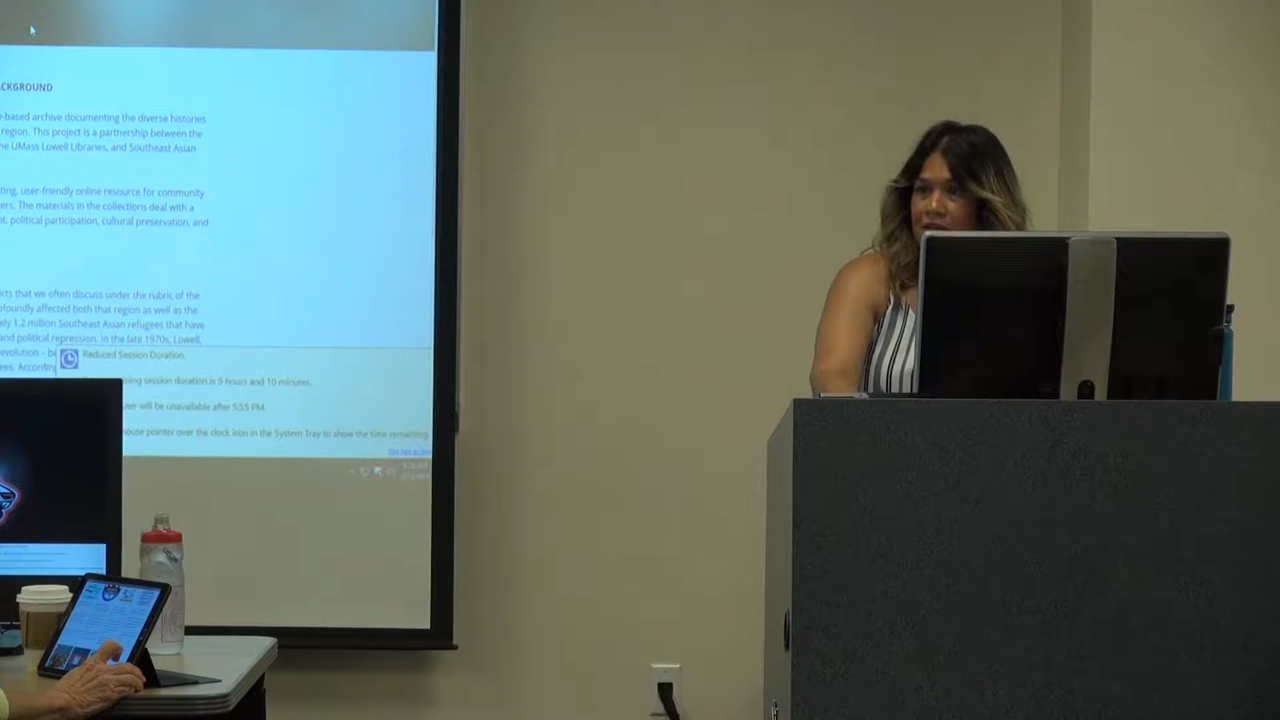 CKGROUND
-based archive documenting the diverse histories
region. This project is a partnership between the
he UMass Lowell Libraries, and Southeast Asian
ting, user-friendly online resource for community
ers. The materials in the collections deal with a
nt, political participation, cultural preservation, and
cts that we often discuss under the rubric of the
ofoundly affected both that region as well as the
ely 1.2 million Southeast Asian refugees that have
and political repression. In the late 1970s, Lowell,
evolution – b
ees. According
Reduced Session Duration.
session duration is 9 hours and 10 minutes.
uter will be unavailable after 5:55 PM.
ouse pointer over the clock icon in the System Tray to show the time remaining.